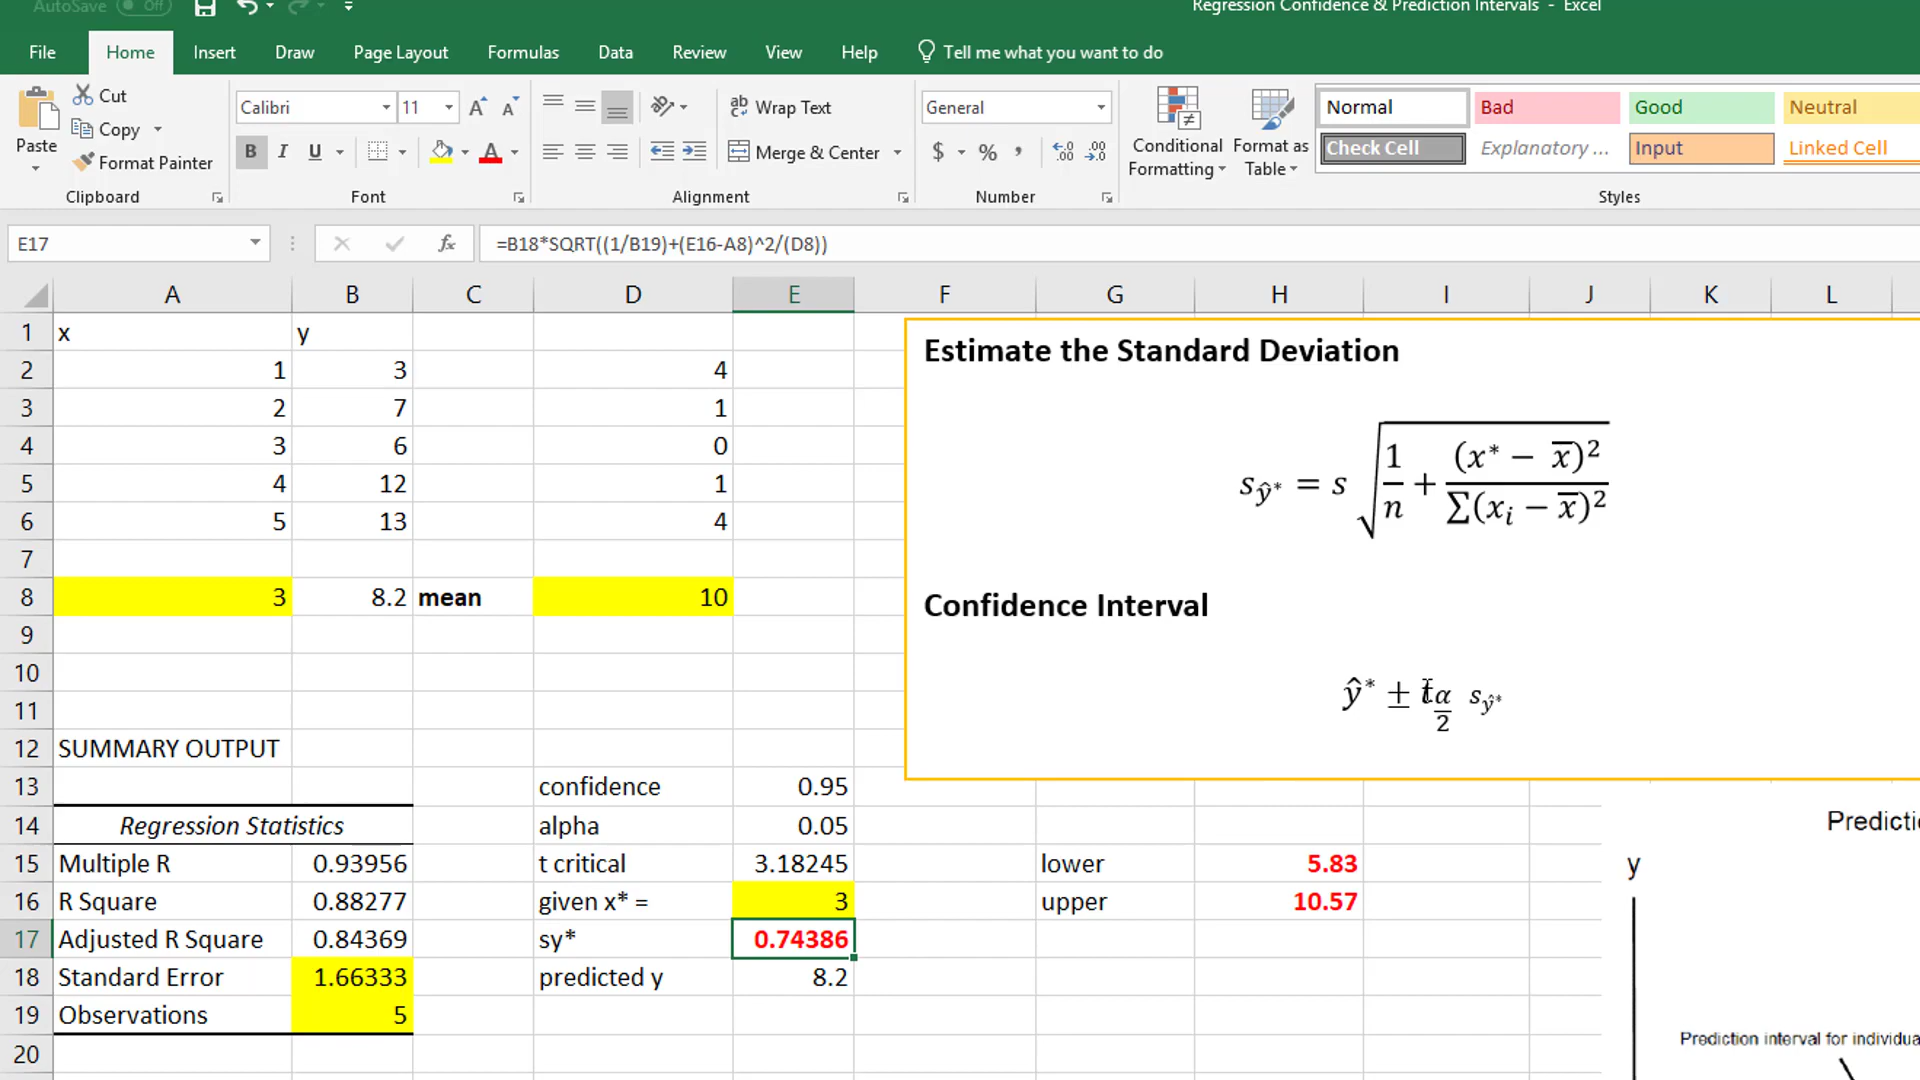 AutoSave Off
Regression Confidence & Prediction Intervals - Excel
File Home Insert Draw Page Layout Formulas Data Review View Help Tell me what you want to do
Paste
Cut
Copy
Format Painter
Clipboard
Calibri 11
B I U A
Font
Wrap Text
Merge & Center
Alignment
General
$ % ,
Number
Conditional Formatting
Format as Table
Normal Bad Good Neutral
Check Cell Explanatory ... Input Linked Cell
Styles
E17 fx =B18*SQRT((1/B19)+(E16-A8)^2/(D8))
A B C D E F G H I J K L
1 x y
2 1 3 4
3 2 7 1
4 3 6 0
5 4 12 1
6 5 13 4
7
8 3 8.2 mean 10
9
10
11
12 SUMMARY OUTPUT
13 confidence 0.95
14 Regression Statistics alpha 0.05
15 Multiple R 0.93956 t critical 3.18245 lower 5.83
16 R Square 0.88277 given x* = 3 upper 10.57
17 Adjusted R Square 0.84369 sy* 0.74386
18 Standard Error 1.66333 predicted y 8.2
19 Observations 5
20
Estimate the Standard Deviation
s_ŷ* = s √(1/n + (x* − x̄)² / ∑(xᵢ − x̄)²)
Confidence Interval
ŷ* ± t_α/2 s_ŷ*
y
Prediction interval for